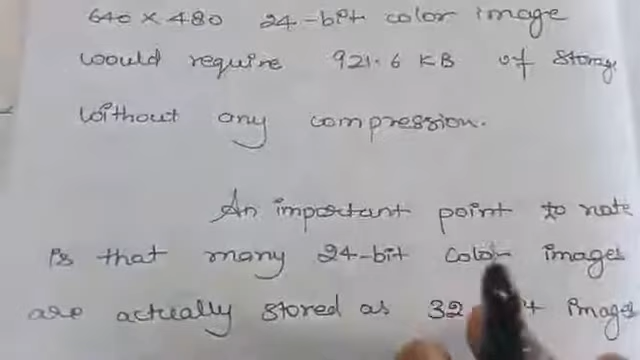 640 × 480 24-bit color image
would require 921.6 KB of storage
without any compression.
An important point to note
is that many 24-bit color images
are actually stored as 32 images